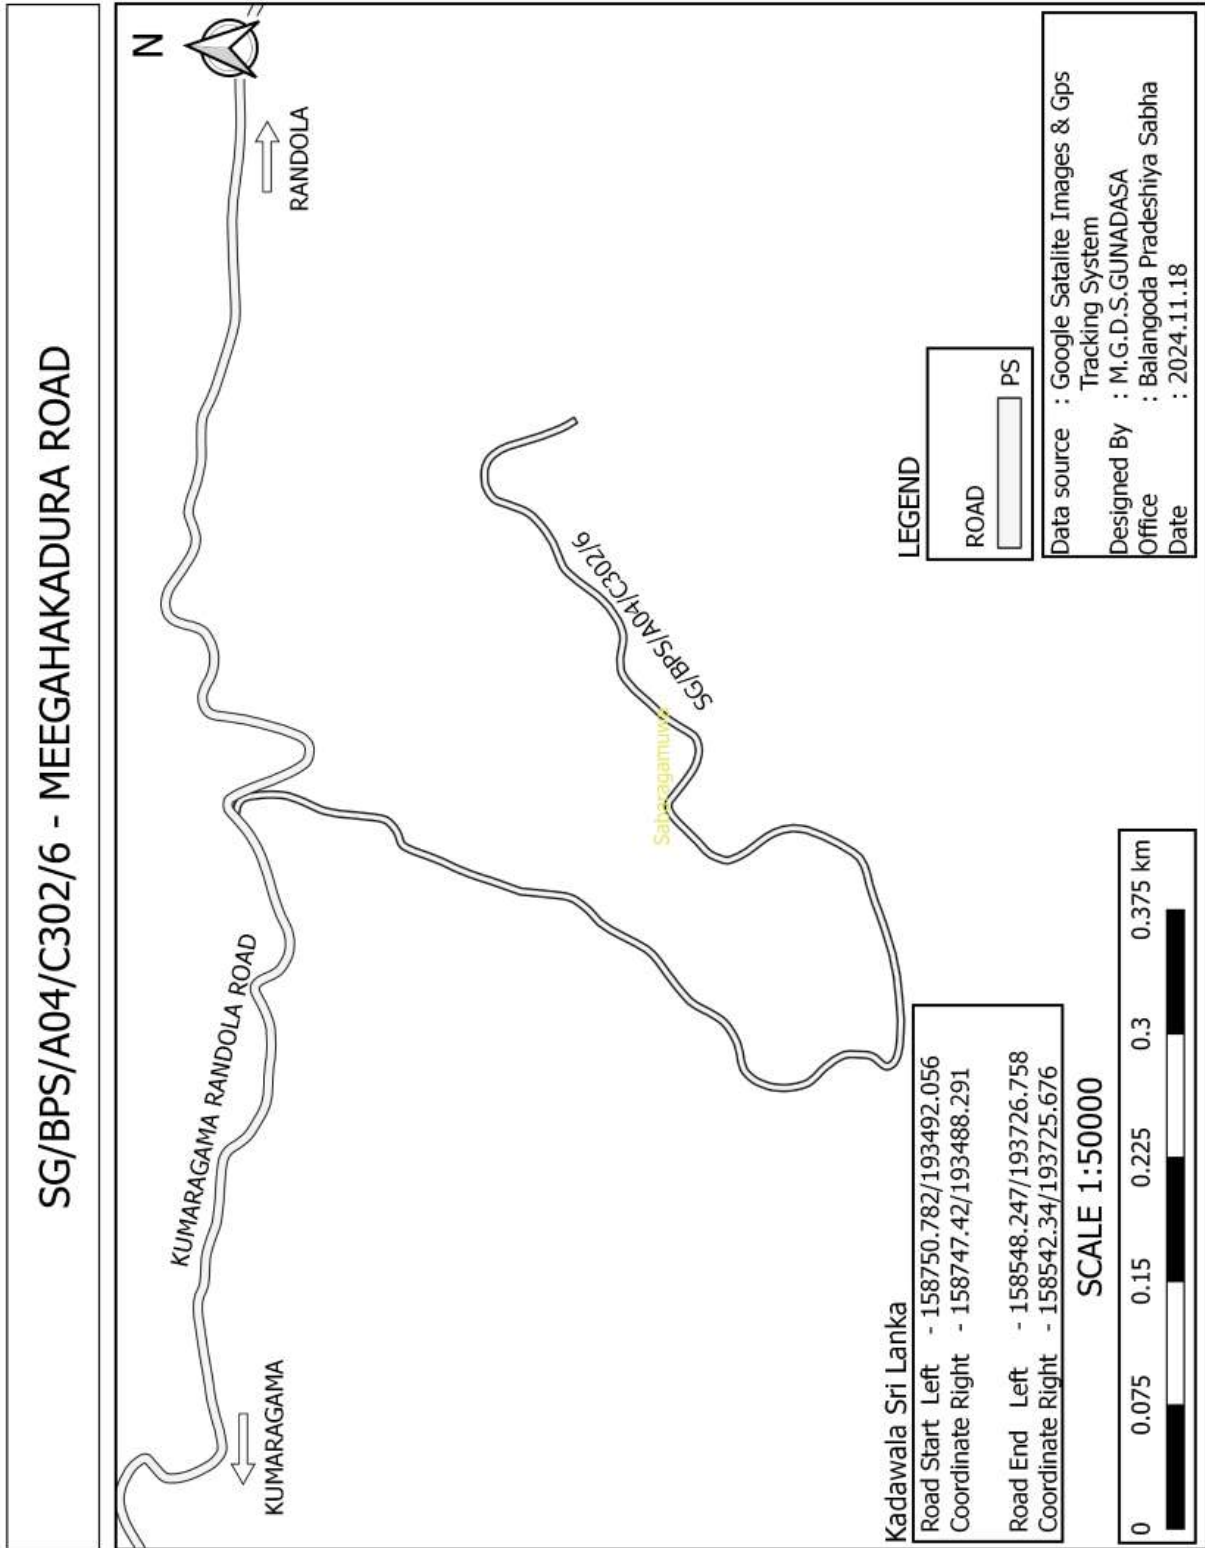 SG/BPS/A04/C302/6 - MEEGAHAKADURA ROAD
N
RANDOLA
KUMARAGAMA RANDOLA ROAD
KUMARAGAMA
SG/BPS/A04/C302/6
Sabaragamuwa
LEGEND
ROAD
PS
Kadawala Sri Lanka
Road Start Left - 158750.782/193492.056
Coordinate Right - 158747.42/193488.291
Road End Left - 158548.247/193726.758
Coordinate Right - 158542.34/193725.676
Data source : Google Satalite Images & Gps
Tracking System
Designed By : M.G.D.S.GUNADASA
Office : Balangoda Pradeshiya Sabha
Date : 2024.11.18
SCALE 1:50000
0 0.075 0.15 0.225 0.3 0.375 km